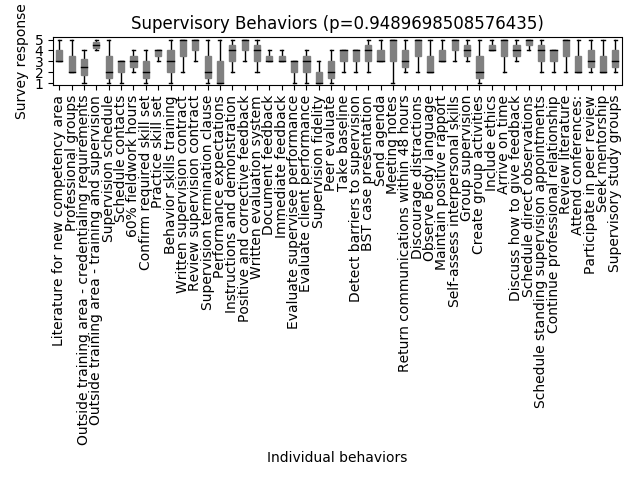 Supervisory Behaviors (p=0.9489698508576435)
Survey response
5
4
3
2
1
Literature for new competency area
Professional groups
Outside training area - credentialing requirements
Outside training area - training and supervision
Supervision schedule
Schedule contacts
60% fieldwork hours
Confirm required skill set
Practice skill set
Behavior skills training
Written supervision contract
Review supervision contract
Supervision termination clause
Performance expectations
Instructions and demonstration
Positive and corrective feedback
Written evaluation system
Document feedback
Immediate feedback
Evaluate supervisee performance
Evaluate client performance
Supervision fidelity
Peer evaluate
Take baseline
Detect barriers to supervision
BST case presentation
Send agenda
Meeting notes
Return communications within 48 hours
Discourage distractions
Observe body language
Maintain positive rapport
Self-assess interpersonal skills
Group supervision
Create group activities
Include ethics
Arrive on time
Discuss how to give feedback
Schedule direct observations
Schedule standing supervision appointments
Continue professional relationship
Review literature
Attend conferences:
Participate in peer review
Seek mentorship
Supervisory study groups
Individual behaviors